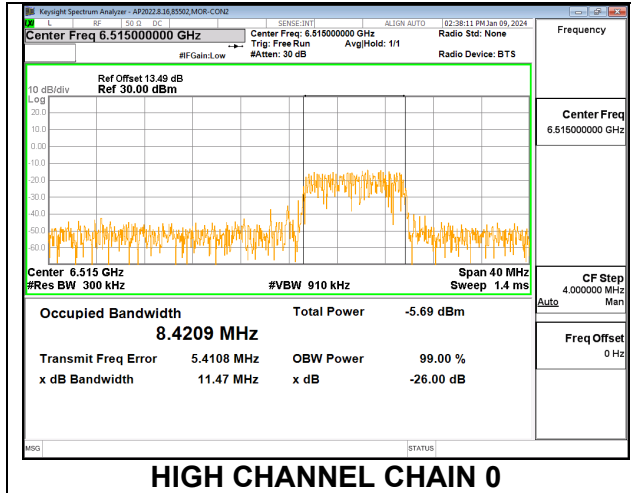 Keysight Spectrum Analyzer - AP2022.8.16,85502,MOR-CON2
L RF 50 Ω DC SENSE:INT ALIGN AUTO 02:38:11 PM Jan 09, 2024
Center Freq 6.515000000 GHz
Center Freq: 6.515000000 GHz
Radio Std: None
Trig: Free Run Avg|Hold: 1/1
#IFGain:Low #Atten: 30 dB Radio Device: BTS
Frequency
Ref Offset 13.49 dB
10 dB/div Ref 30.00 dBm
Log
20.0
10.0
0.00
-10.0
-20.0
-30.0
-40.0
-50.0
-60.0
Center 6.515 GHz Span 40 MHz
#Res BW 300 kHz #VBW 910 kHz Sweep 1.4 ms
Occupied Bandwidth Total Power -5.69 dBm
8.4209 MHz
Transmit Freq Error 5.4108 MHz OBW Power 99.00 %
x dB Bandwidth 11.47 MHz x dB -26.00 dB
Center Freq
6.515000000 GHz
CF Step
4.000000 MHz
Auto Man
Freq Offset
0 Hz
MSG STATUS
HIGH CHANNEL CHAIN 0